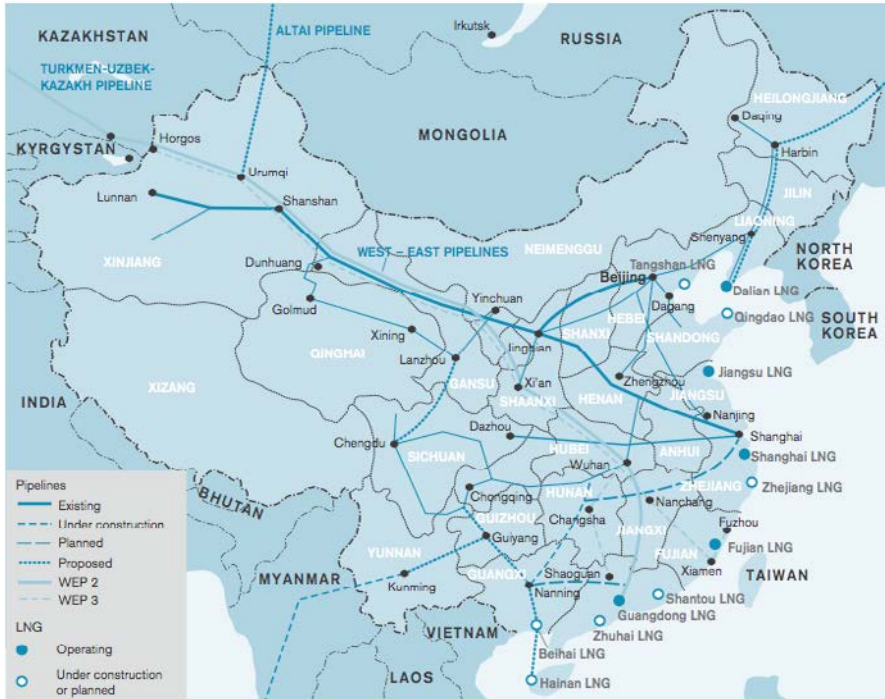 KAZAKHSTAN
ALTAI PIPELINE
Irkutsk
RUSSIA
TURKMEN-UZBEK-
KAZAKH PIPELINE
HEILONGJIANG
Daqing
Horgos
MONGOLIA
KYRGYSTAN
Harbin
Urumqi
Lunnan
Shanshan
JILIN
LIAONING
WEST – EAST PIPELINES
NEIMENGGU
Shenyang
NORTH
KOREA
XINJIANG
Dunhuang
Tangshan LNG
Beijing
Golmud
Yinchuan
Dagang
Dalian LNG
HEBEI
Qingdao LNG
SOUTH
KOREA
Xining
Jingbian
SHANXI
SHANDONG
QINGHAI
Lanzhou
Jiangsu LNG
GANSU
Xi'an
Zhengzhou
XIZANG
SHAANXI
HENAN
JIANGSU
INDIA
Nanjing
Dazhou
Shanghai
Chengdu
HUBEI
ANHUI
SICHUAN
Shanghai LNG
Wuhan
ZHEJIANG
Zhejiang LNG
Chongqing
HUNAN
Nanchang
BHUTAN
Changsha
GUIZHOU
Fuzhou
JIANGXI
Guiyang
Fujian LNG
YUNNAN
FUJIAN
MYANMAR
GUANGXI
Shaoguan
Xiamen
TAIWAN
Kunming
Nanning
Shantou LNG
Guangdong LNG
VIETNAM
Zhuhai LNG
Beihai LNG
LAOS
Hainan LNG
Pipelines
Existing
Under construction
Planned
Proposed
WEP 2
WEP 3
LNG
Operating
Under construction
or planned